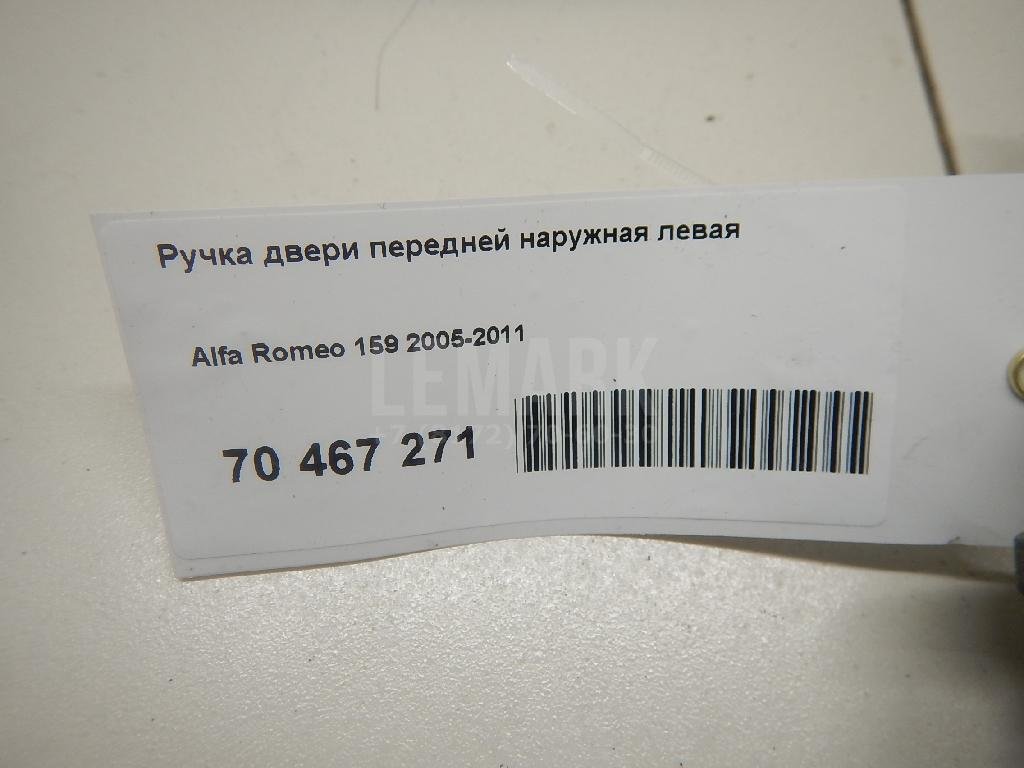 Ручка двери передней наружная левая
Alfa Romeo 159 2005-2011
LEMARK
70 467 271